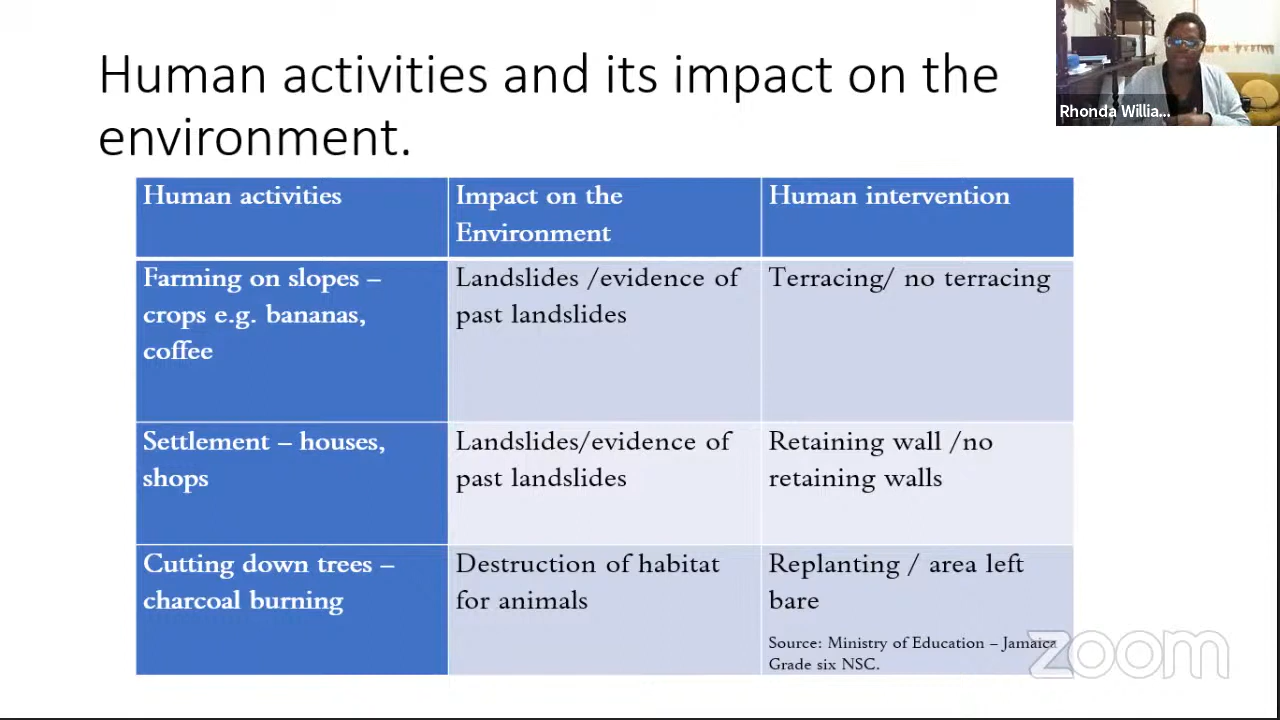 Human activities and its impact on the
environment.
Rhonda Willia...
Human activities
Impact on the
Environment
Human intervention
Farming on slopes –
crops e.g. bananas,
coffee
Landslides /evidence of
past landslides
Terracing/ no terracing
Settlement – houses,
shops
Landslides/evidence of
past landslides
Retaining wall /no
retaining walls
Cutting down trees –
charcoal burning
Destruction of habitat
for animals
Replanting / area left
bare
Source: Ministry of Education – Jamaica
Grade six NSC.
zoom